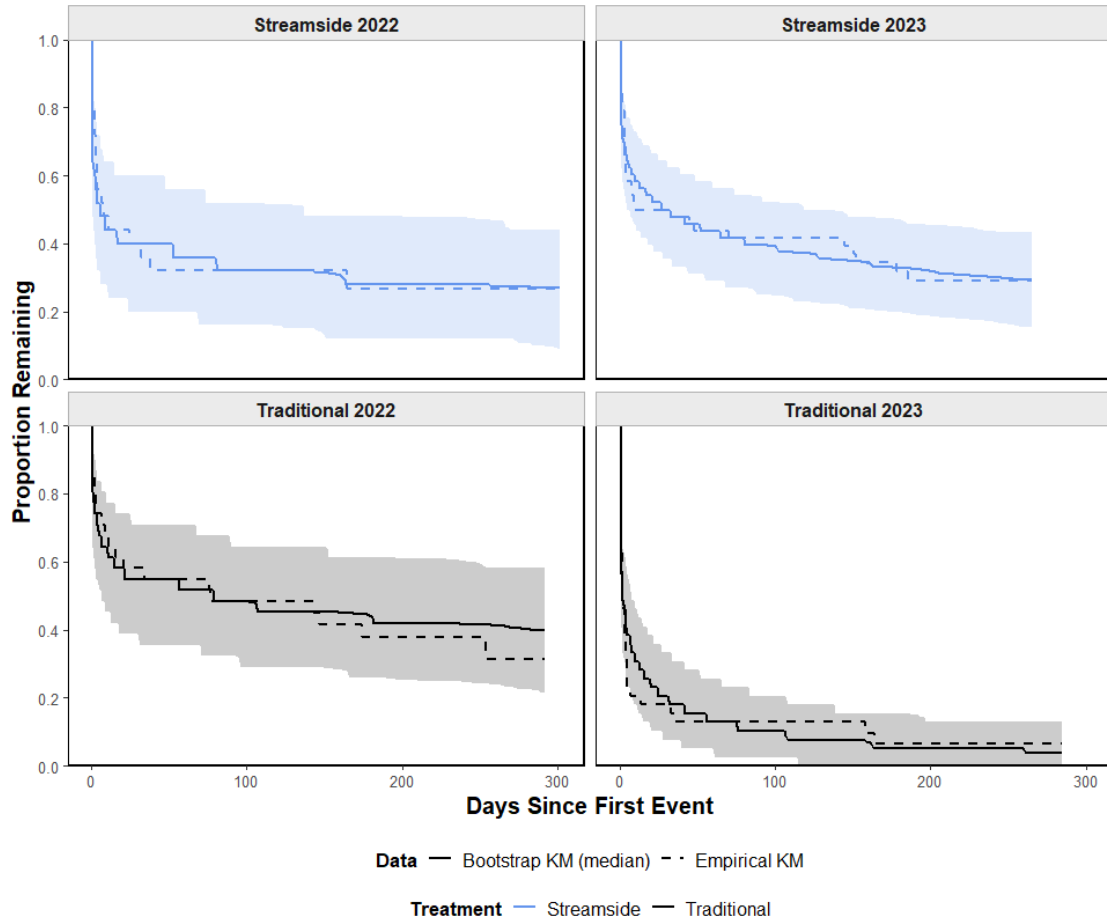 Streamside 2022
Streamside 2023
1.0
0.8
0.6
0.4
0.2
0.0
Traditional 2022
Traditional 2023
1.0
0.8
0.6
0.4
0.2
0.0
Proportion Remaining
0 100 200 300
0 100 200 300
Days Since First Event
Data Bootstrap KM (median) Empirical KM
Treatment Streamside Traditional